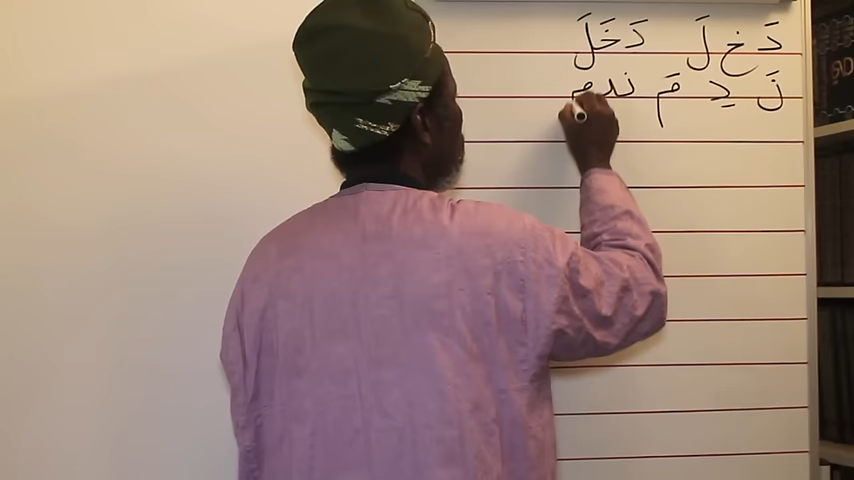 دَ خَ لَ دَخَلَ
نَ دِ مَ ندم